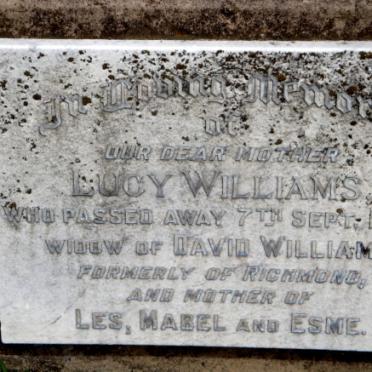 In Loving Memory
of
OUR DEAR MOTHER
LUCY WILLIAMS
WHO PASSED AWAY 7TH SEPT.
WIDOW OF DAVID WILLIAM
FORMERLY OF RICHMOND,
AND MOTHER OF
LES, MABEL AND ESME.